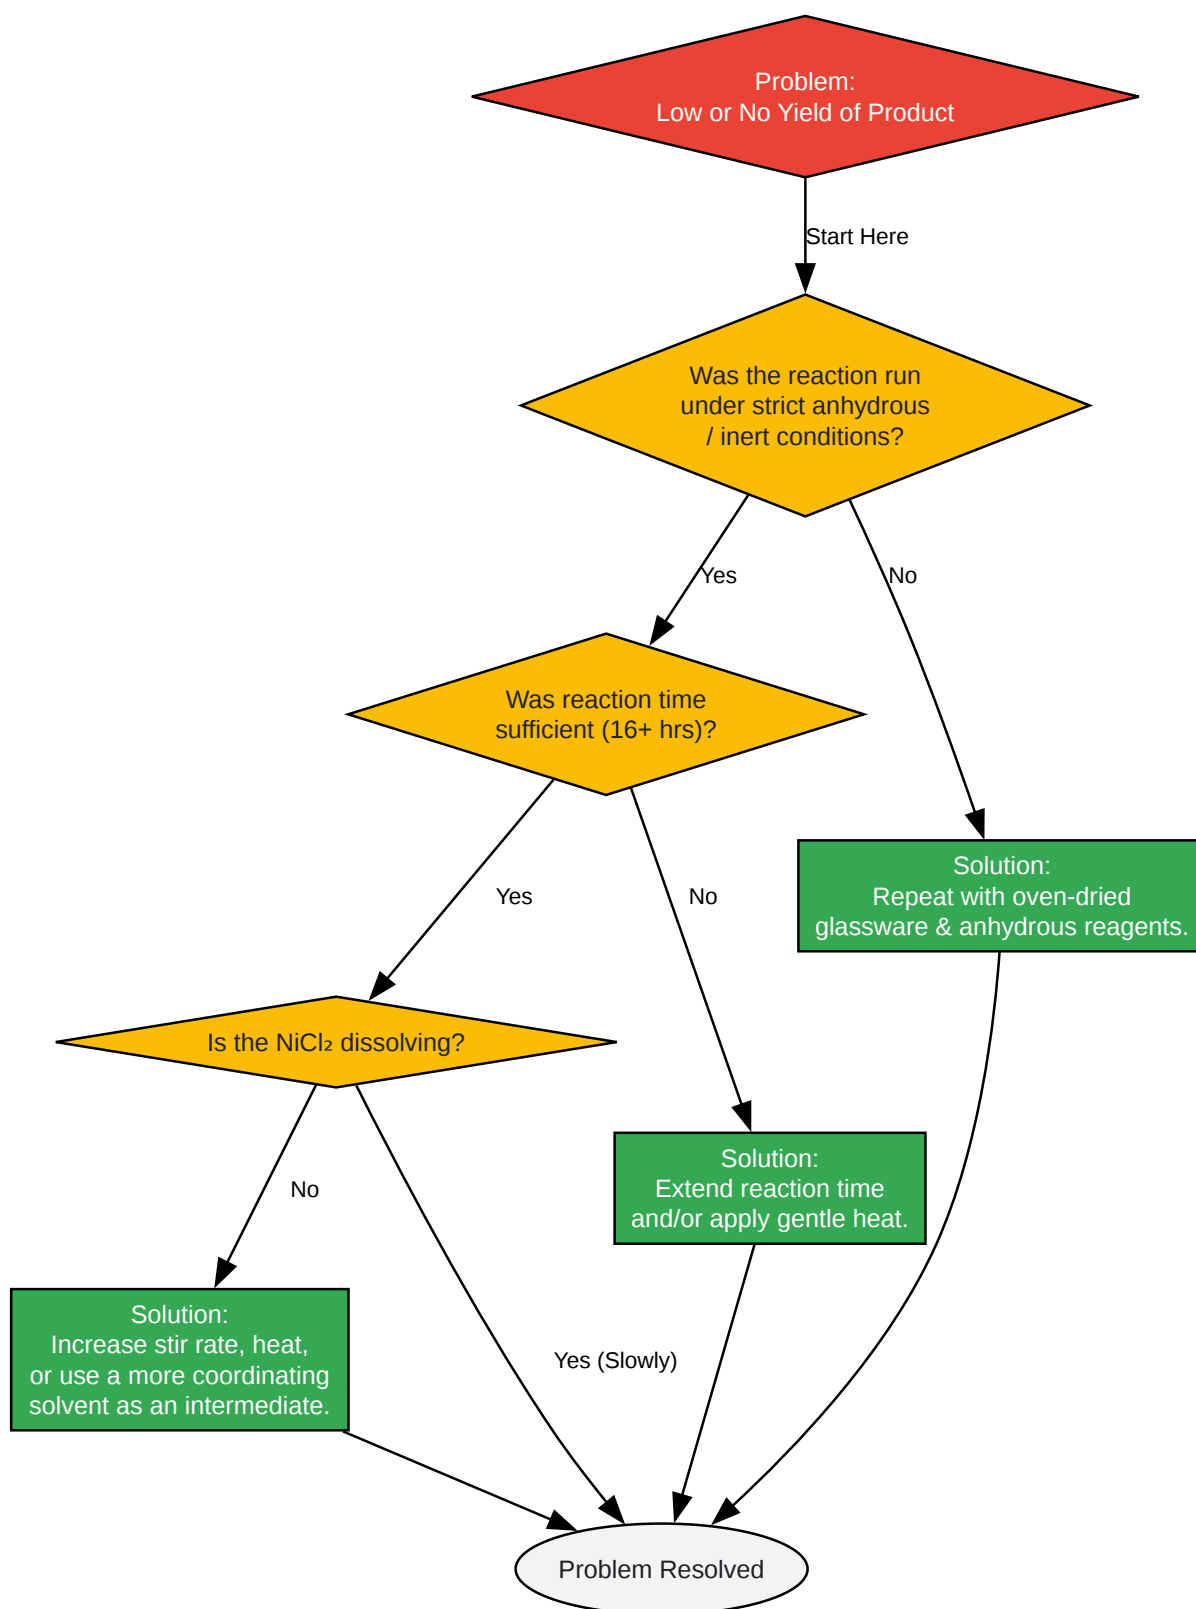 Problem:
Low or No Yield of Product
Start Here
Was the reaction run
under strict anhydrous
/ inert conditions?
Yes
No
Was reaction time
sufficient (16+ hrs)?
Solution:
Repeat with oven-dried
glassware & anhydrous reagents.
Yes
No
Is the NiCl₂ dissolving?
Solution:
Extend reaction time
and/or apply gentle heat.
No
Yes (Slowly)
Solution:
Increase stir rate, heat,
or use a more coordinating
solvent as an intermediate.
Problem Resolved